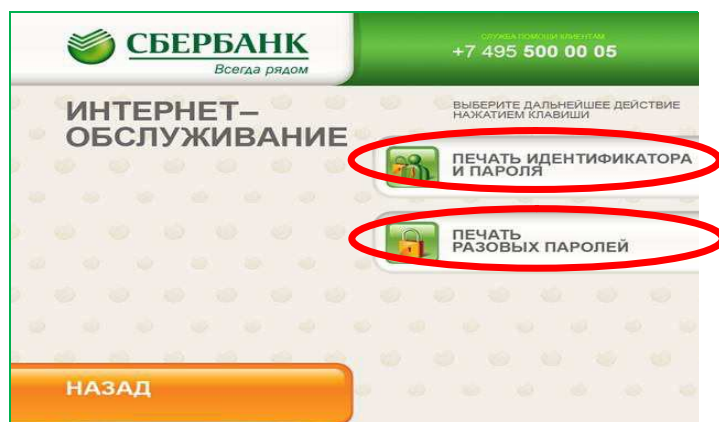 СБЕРБАНК
Всегда рядом
СЛУЖБА ПОМОЩИ КЛИЕНТАМ
+7 495 500 00 05
ИНТЕРНЕТ–
ОБСЛУЖИВАНИЕ
ВЫБЕРИТЕ ДАЛЬНЕЙШЕЕ ДЕЙСТВИЕ
НАЖАТИЕМ КЛАВИШИ
ПЕЧАТЬ ИДЕНТИФИКАТОРА
И ПАРОЛЯ
ПЕЧАТЬ
РАЗОВЫХ ПАРОЛЕЙ
НАЗАД